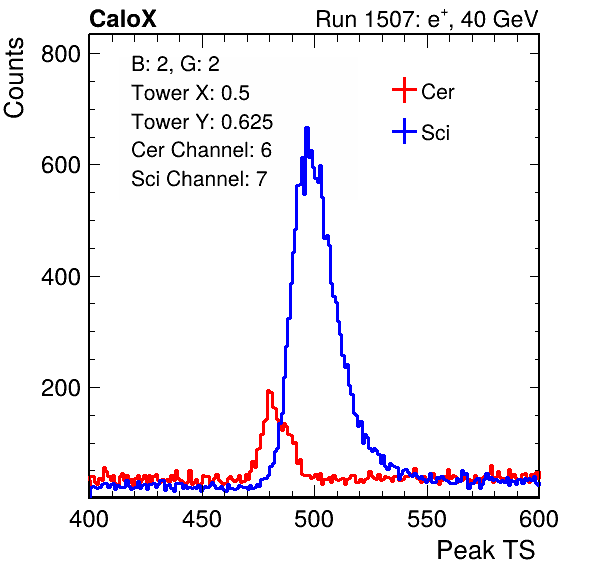 CaloX Run 1507: e+, 40 GeV
Counts
B: 2, G: 2
Tower X: 0.5
Tower Y: 0.625
Cer Channel: 6
Sci Channel: 7
Cer
Sci
800
600
400
200
400 450 500 550 600
Peak TS